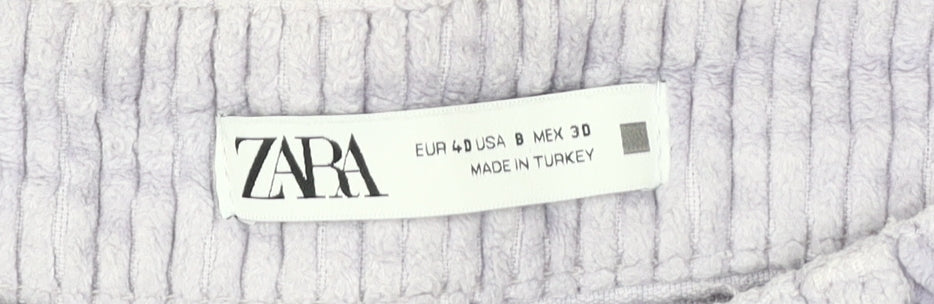 ZARA
EUR 40 USA 8 MEX 30
MADE IN TURKEY